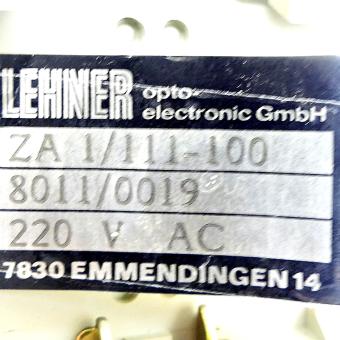 LEHNER opto-
electronic GmbH
ZA 1/111-100
8011/0019
220 V AC
7830 EMMENDINGEN 14